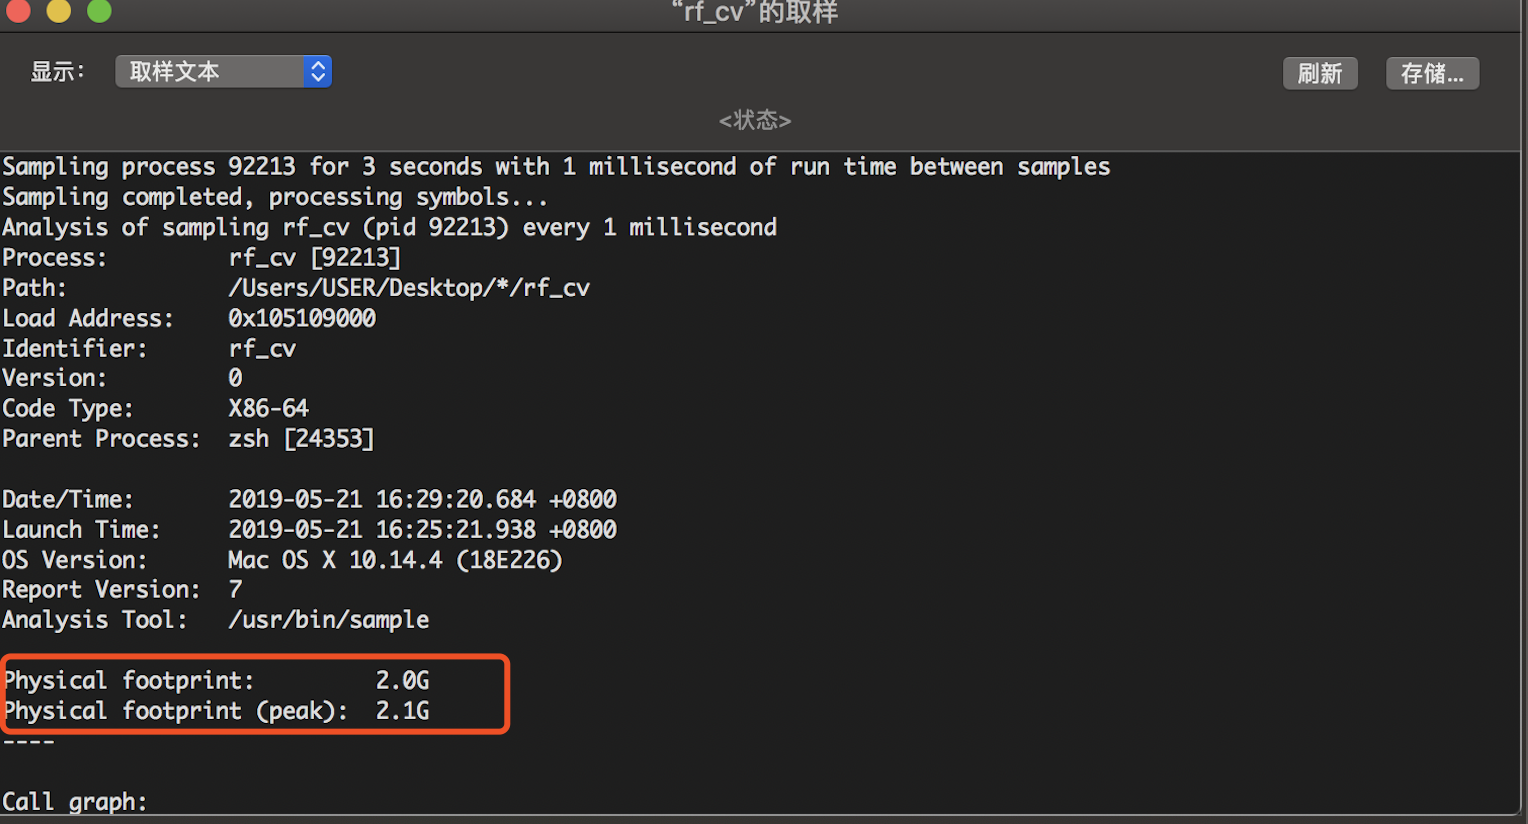 “rf_cv”的取样
显示： 取样文本 刷新 存储...
<状态>
Sampling process 92213 for 3 seconds with 1 millisecond of run time between samples
Sampling completed, processing symbols...
Analysis of sampling rf_cv (pid 92213) every 1 millisecond
Process: rf_cv [92213]
Path: /Users/USER/Desktop/*/rf_cv
Load Address: 0x105109000
Identifier: rf_cv
Version: 0
Code Type: X86-64
Parent Process: zsh [24353]
Date/Time: 2019-05-21 16:29:20.684 +0800
Launch Time: 2019-05-21 16:25:21.938 +0800
OS Version: Mac OS X 10.14.4 (18E226)
Report Version: 7
Analysis Tool: /usr/bin/sample
Physical footprint: 2.0G
Physical footprint (peak): 2.1G
----
Call graph: